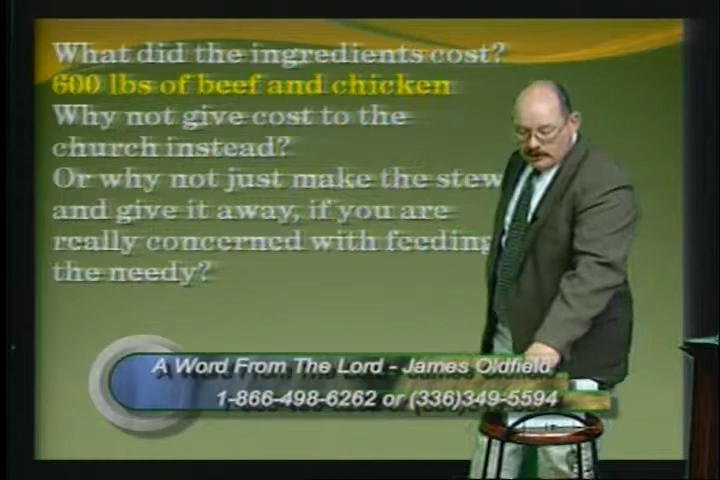 What did the ingredients cost?
600 lbs of beef and chicken
Why not give cost to the
church instead?
Or why not just make the stew
and give it away, if you are
really concerned with feeding
the needy?
A Word From The Lord - James Oldfield
1-866-498-6262 or (336)349-5594